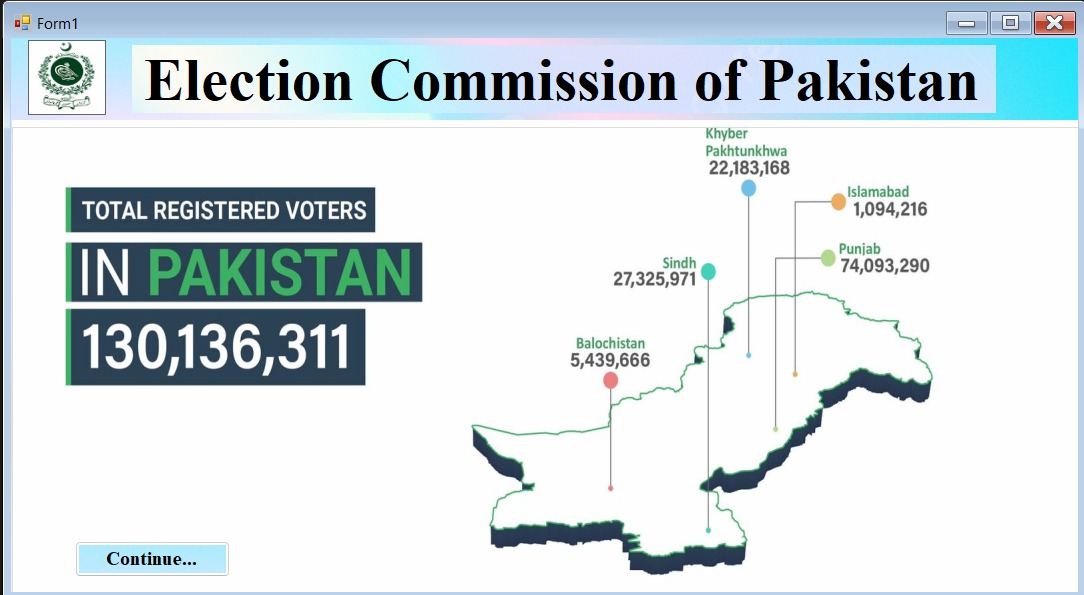 Form1
Election Commission of Pakistan
TOTAL REGISTERED VOTERS
IN PAKISTAN
130,136,311
Khyber
Pakhtunkhwa
22,183,168
Islamabad
1,094,216
Punjab
74,093,290
Sindh
27,325,971
Balochistan
5,439,666
Continue...